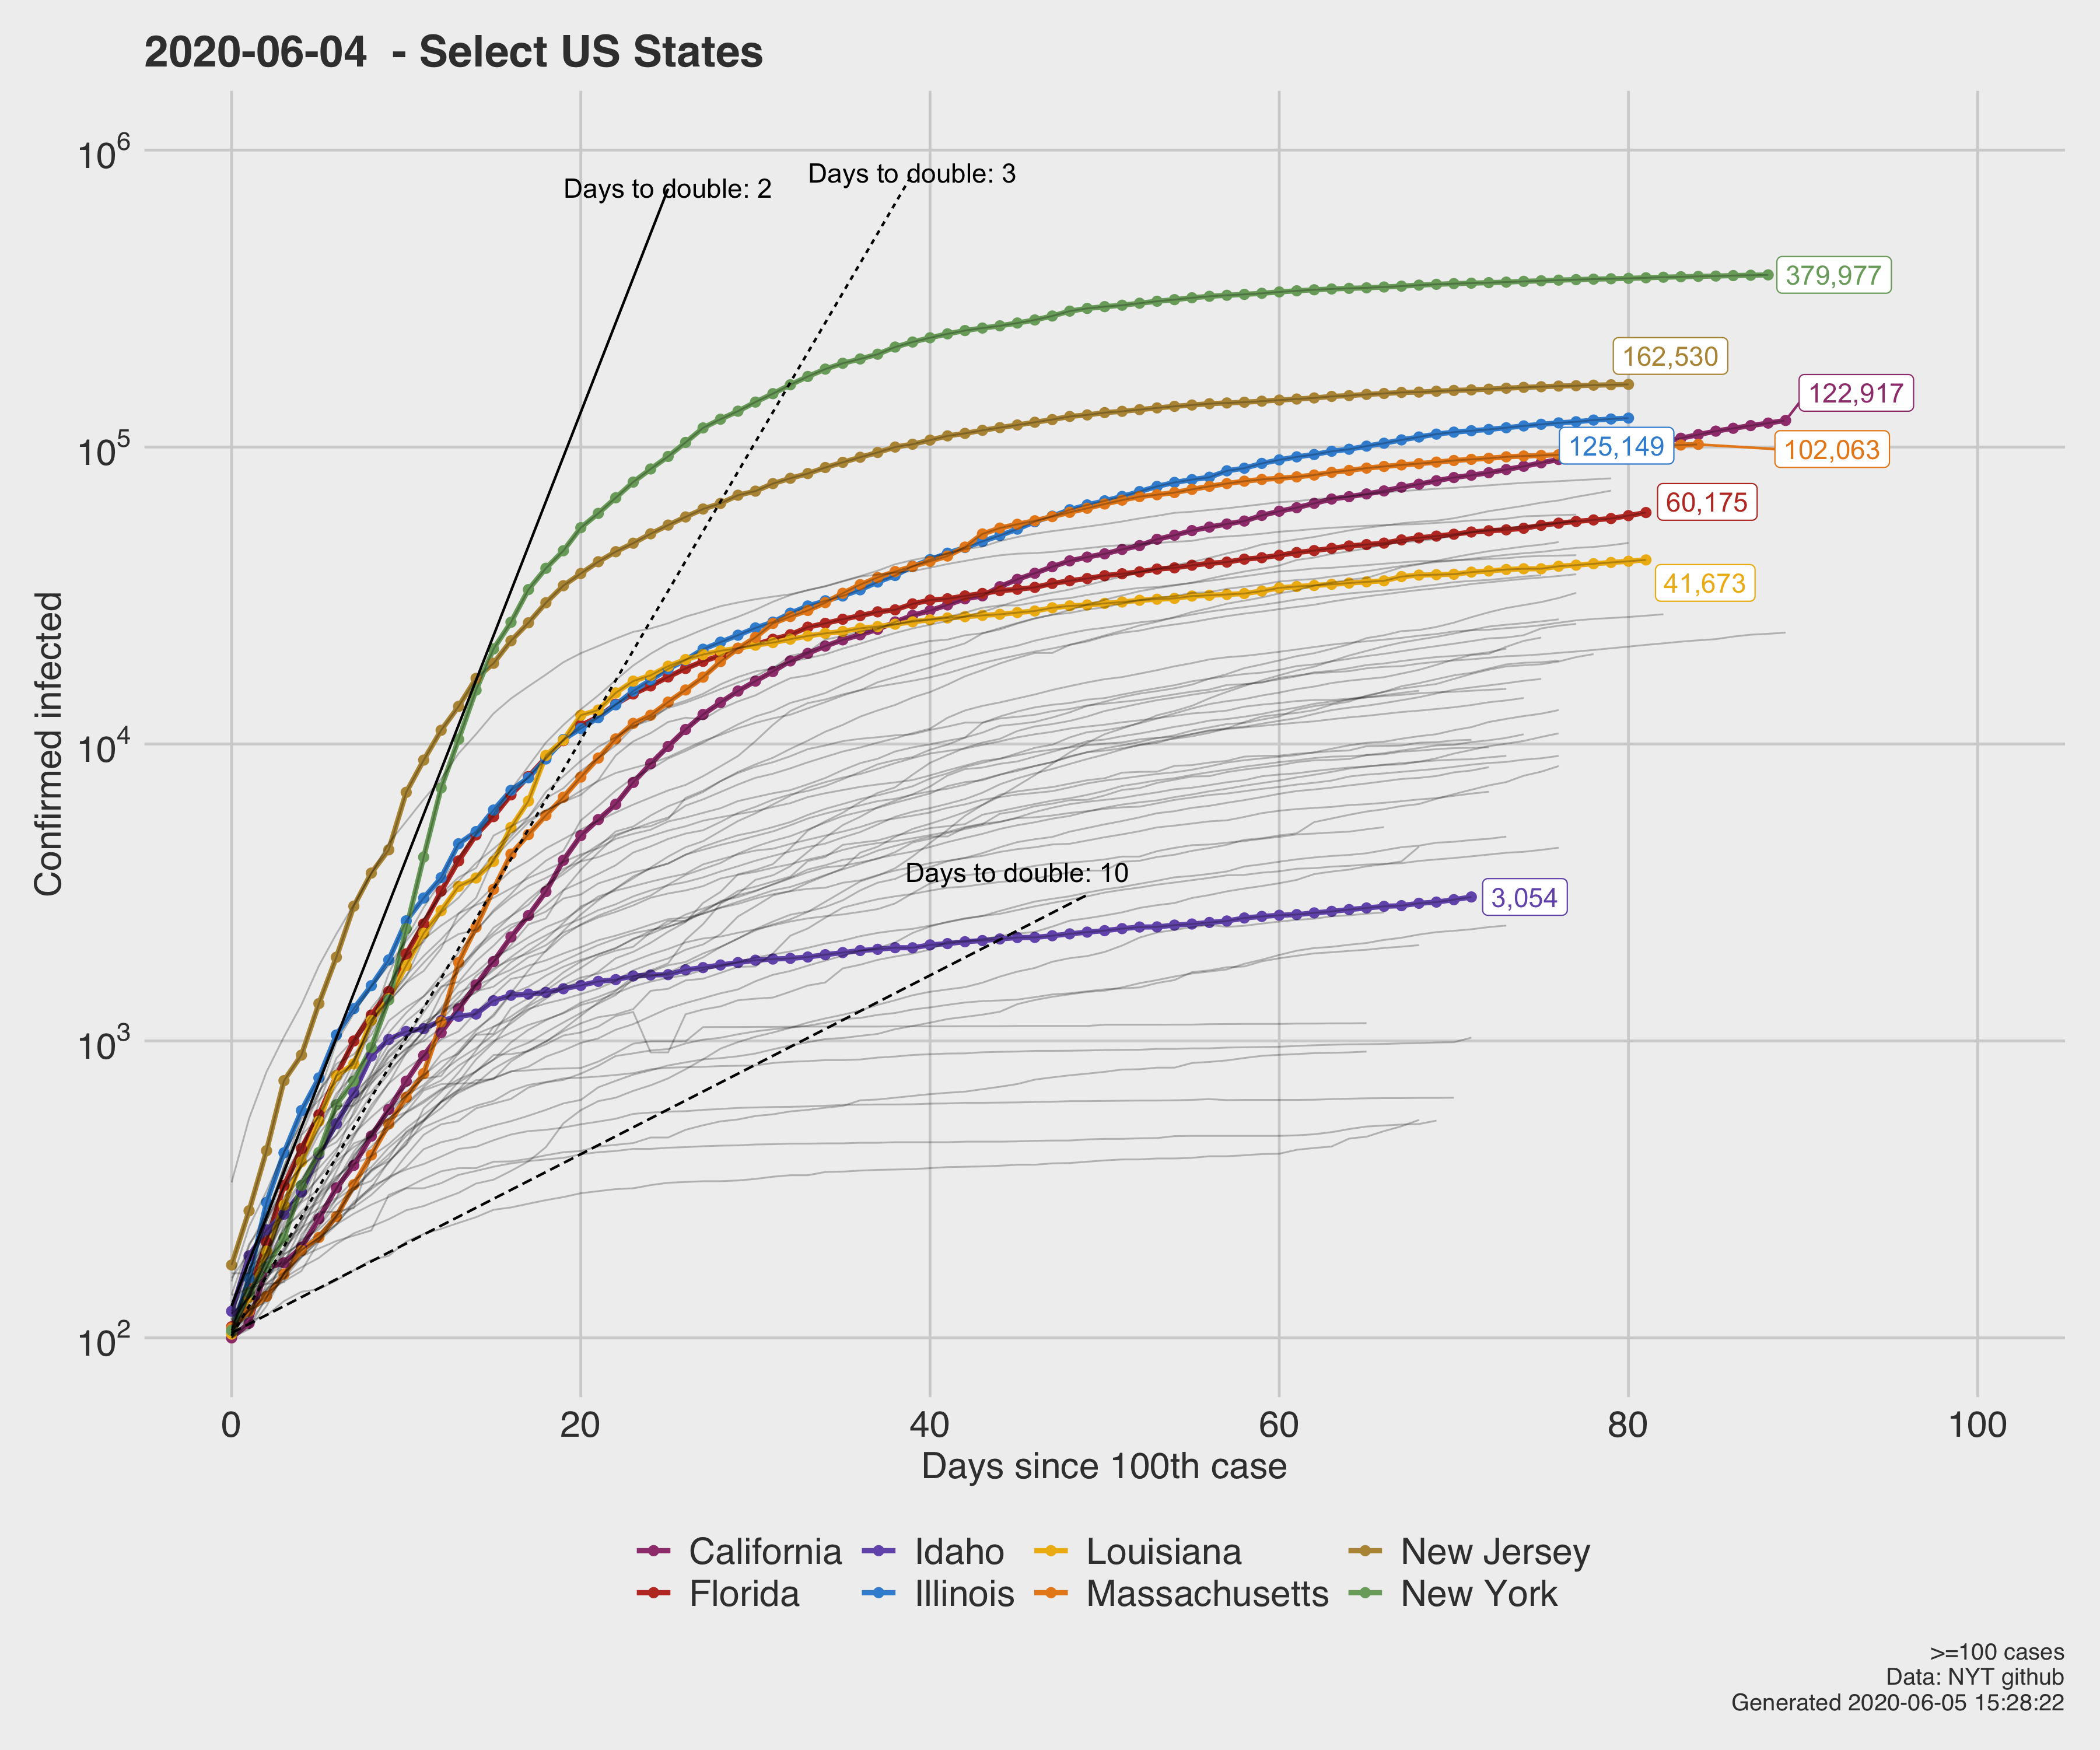 2020-06-04  - Select US States
10^6
10^5
10^4
10^3
10^2
Confirmed infected
Days to double: 2
Days to double: 3
Days to double: 10
379,977
162,530
122,917
125,149
102,063
60,175
41,673
3,054
0 20 40 60 80 100
Days since 100th case
California Idaho Louisiana New Jersey
Florida Illinois Massachusetts New York
>=100 cases
Data: NYT github
Generated 2020-06-05 15:28:22